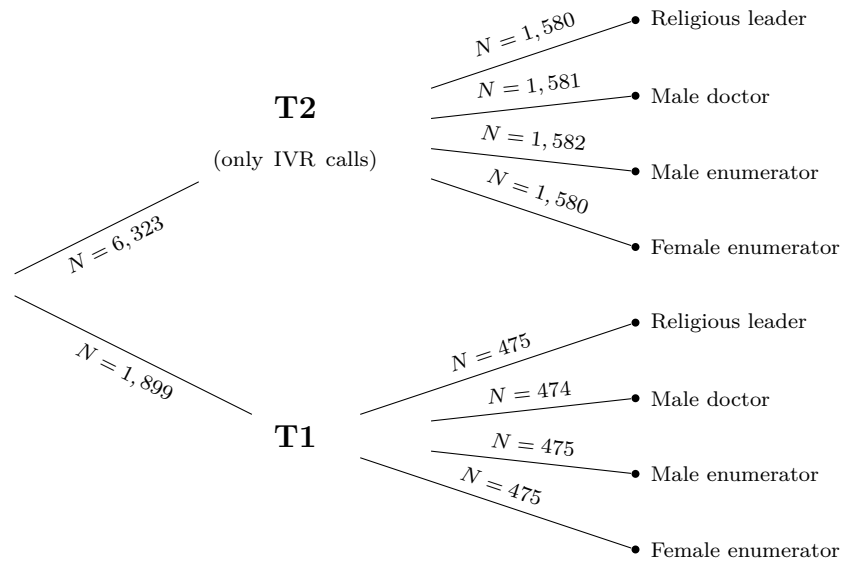 N = 1, 580
Religious leader
N = 1, 581
Male doctor
T2
(only IVR calls)
N = 1, 582
Male enumerator
N = 1, 580
Female enumerator
N = 6, 323
N = 1, 899
T1
N = 475
Religious leader
N = 474
Male doctor
N = 475
Male enumerator
N = 475
Female enumerator